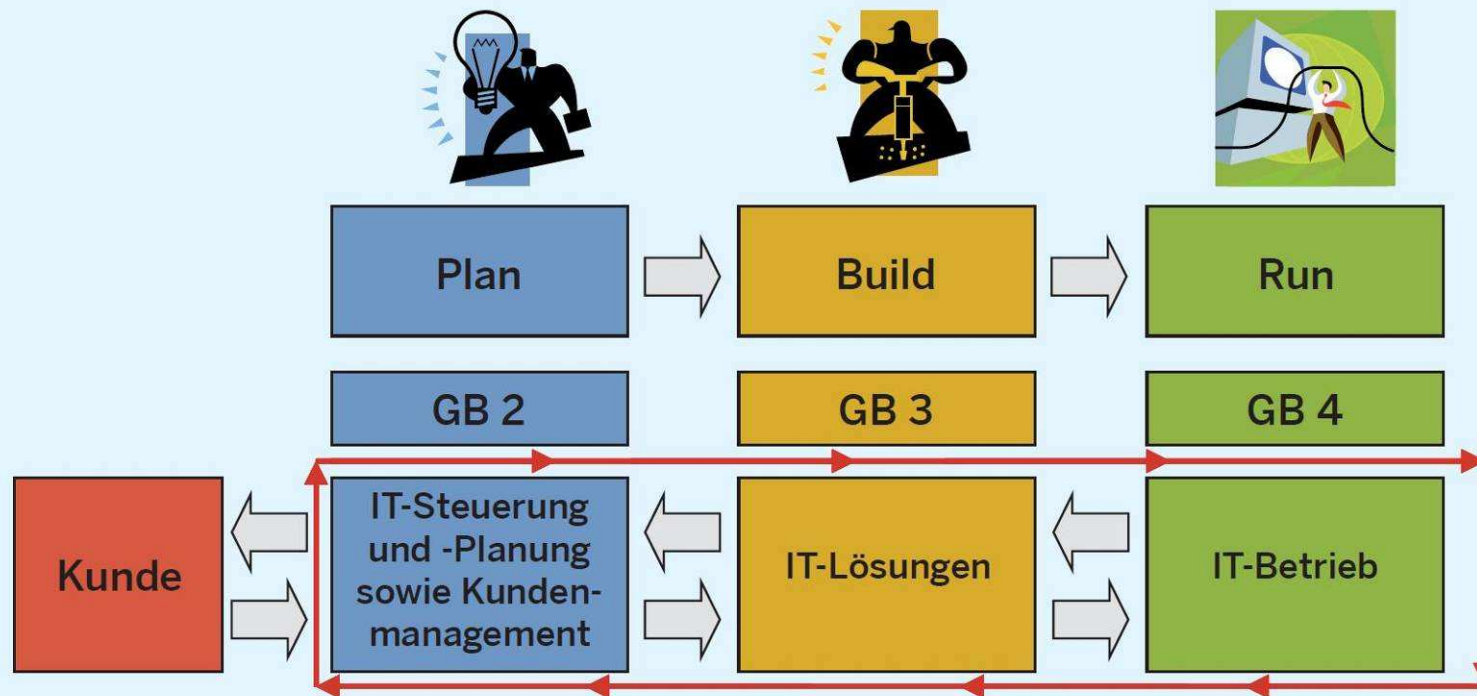 Plan
Build
Run
GB 2
GB 3
GB 4
Kunde
IT-Steuerung
und -Planung
sowie Kunden-
management
IT-Lösungen
IT-Betrieb